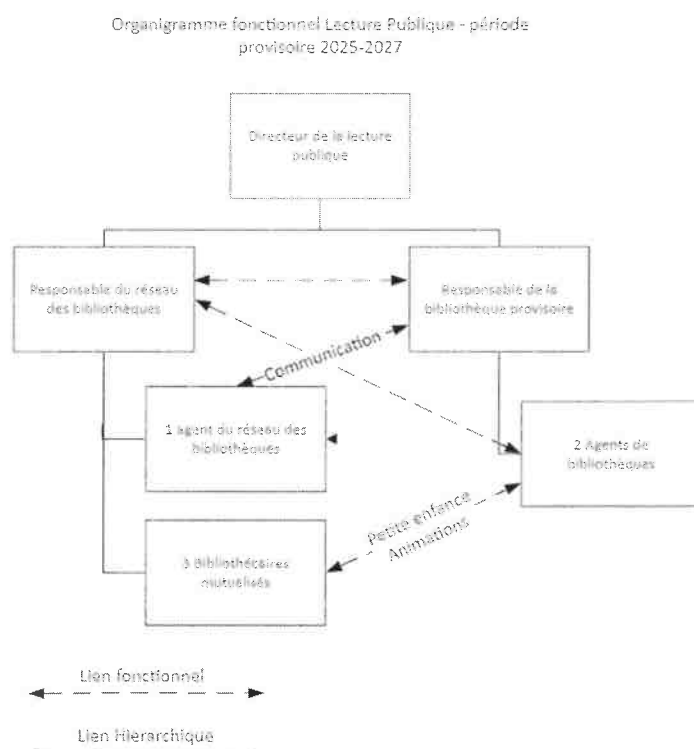 Organigramme fonctionnel Lecture Publique - période
provisoire 2025-2027
Directeur de la lecture
publique
Responsable du réseau
des bibliothèques
Responsable de la
bibliothèque provisoire
Communication
1 agent du réseau des
bibliothèques
2 Agents de
bibliothèques
Petite enfance
Animations
3 Bibliothécaires
mutualisés
Lien fonctionnel
Lien Hierarchique